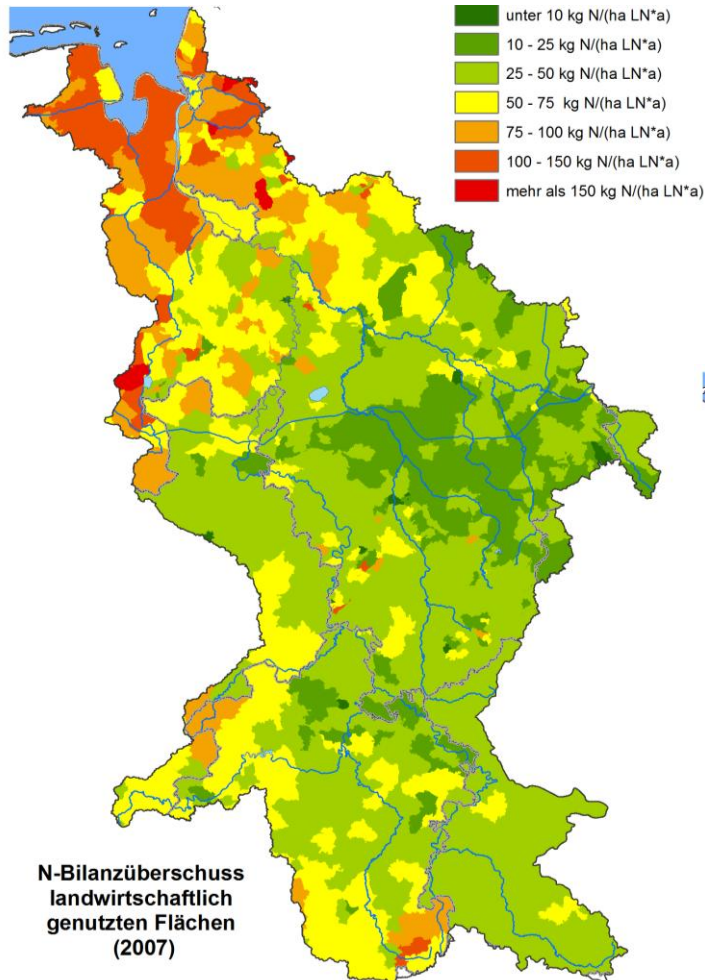 unter 10 kg N/(ha LN*a)
10 - 25 kg N/(ha LN*a)
25 - 50 kg N/(ha LN*a)
50 - 75 kg N/(ha LN*a)
75 - 100 kg N/(ha LN*a)
100 - 150 kg N/(ha LN*a)
mehr als 150 kg N/(ha LN*a)
N-Bilanzüberschuss
landwirtschaftlich
genutzten Flächen
(2007)